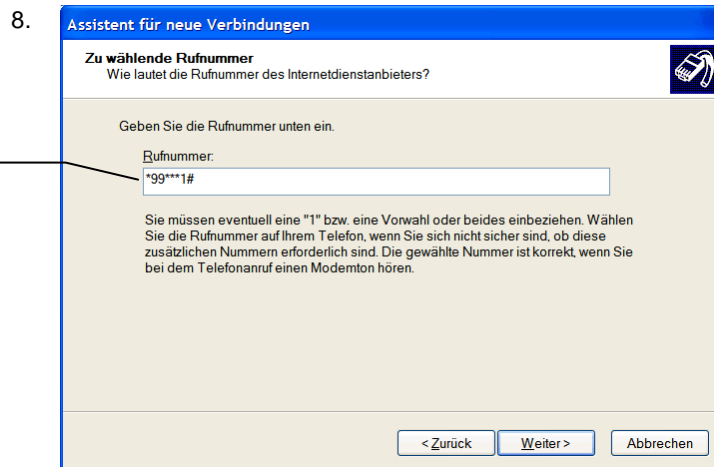 8.
Assistent für neue Verbindungen
Zu wählende Rufnummer
Wie lautet die Rufnummer des Internetdienstanbieters?
Geben Sie die Rufnummer unten ein.
Rufnummer:
*99***1#
Sie müssen eventuell eine "1" bzw. eine Vorwahl oder beides einbeziehen. Wählen
Sie die Rufnummer auf Ihrem Telefon, wenn Sie sich nicht sicher sind, ob diese
zusätzlichen Nummern erforderlich sind. Die gewählte Nummer ist korrekt, wenn Sie
bei dem Telefonanruf einen Modemton hören.
< Zurück Weiter > Abbrechen